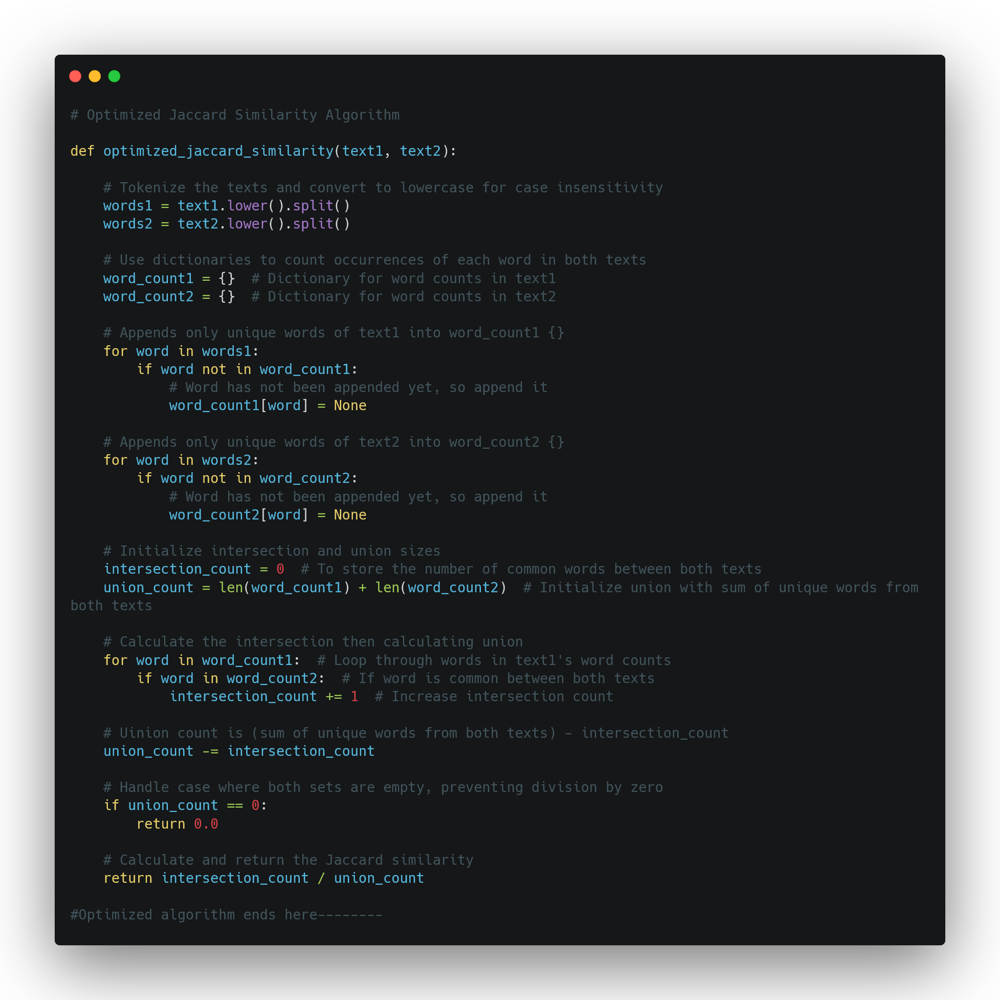 # Optimized Jaccard Similarity Algorithm
def optimized_jaccard_similarity(text1, text2):
    # Tokenize the texts and convert to lowercase for case insensitivity
    words1 = text1.lower().split()
    words2 = text2.lower().split()
    # Use dictionaries to count occurrences of each word in both texts
    word_count1 = {}  # Dictionary for word counts in text1
    word_count2 = {}  # Dictionary for word counts in text2
    # Appends only unique words of text1 into word_count1 {}
    for word in words1:
        if word not in word_count1:
            # Word has not been appended yet, so append it
            word_count1[word] = None
    # Appends only unique words of text2 into word_count2 {}
    for word in words2:
        if word not in word_count2:
            # Word has not been appended yet, so append it
            word_count2[word] = None
    # Initialize intersection and union sizes
    intersection_count = 0  # To store the number of common words between both texts
    union_count = len(word_count1) + len(word_count2)  # Initialize union with sum of unique words from
both texts
    # Calculate the intersection then calculating union
    for word in word_count1:  # Loop through words in text1's word counts
        if word in word_count2:  # If word is common between both texts
            intersection_count += 1  # Increase intersection count
    # Uinion count is (sum of unique words from both texts) - intersection_count
    union_count -= intersection_count
    # Handle case where both sets are empty, preventing division by zero
    if union_count == 0:
        return 0.0
    # Calculate and return the Jaccard similarity
    return intersection_count / union_count
#Optimized algorithm ends here--------